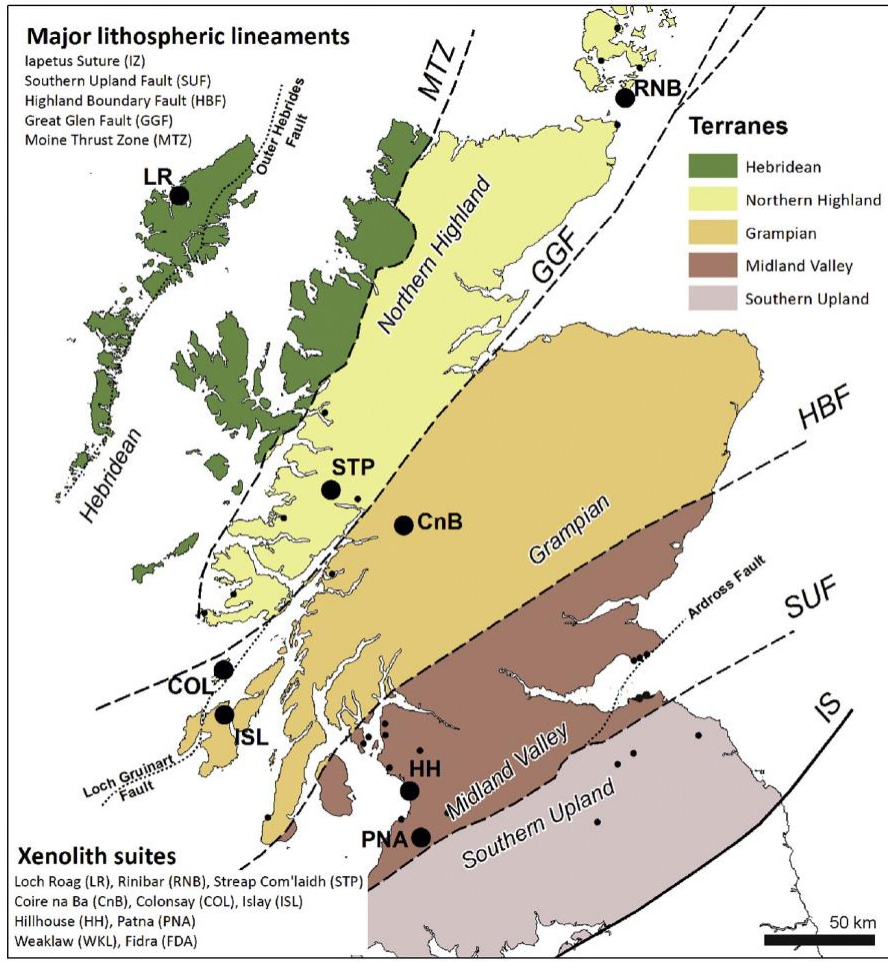 Major lithospheric lineaments
Iapetus Suture (IZ)
Southern Upland Fault (SUF)
Highland Boundary Fault (HBF)
Great Glen Fault (GGF)
Moine Thrust Zone (MTZ)
Outer Hebrides
Fault
MTZ
RNB
LR
Terranes
Hebridean
Northern Highland
Grampian
Midland Valley
Southern Upland
Northern Highland
GGF
HBF
Hebridean
STP
CnB
Grampian
Ardross Fault
SUF
COL
ISL
IS
Loch Gruinart
Fault
HH
Midland Valley
PNA
Southern Upland
Xenolith suites
Loch Roag (LR), Rinibar (RNB), Streap Com'laidh (STP)
Coire na Ba (CnB), Colonsay (COL), Islay (ISL)
Hillhouse (HH), Patna (PNA)
Weaklaw (WKL), Fidra (FDA)
50 km